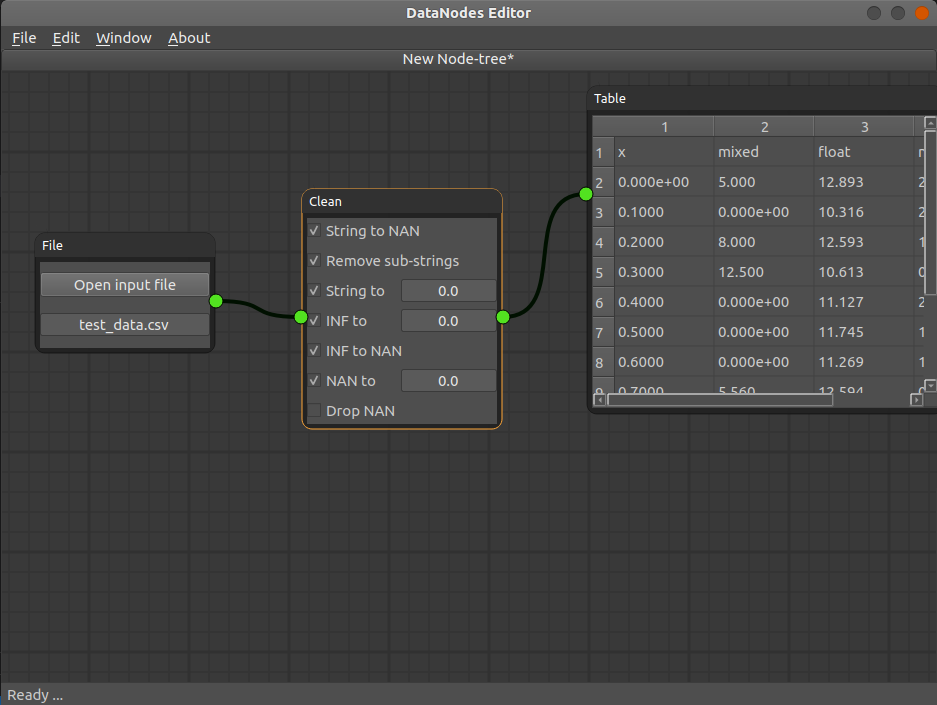 DataNodes Editor
File Edit Window About
New Node-tree*
File
Open input file
test_data.csv
Clean
String to NAN
Remove sub-strings
String to 0.0
INF to 0.0
INF to NAN
NAN to 0.0
Drop NAN
Table
1 2 3
1 x mixed float
2 0.000e+00 5.000 12.893 2
3 0.1000 0.000e+00 10.316 2
4 0.2000 8.000 12.593 1
5 0.3000 12.500 10.613 0
6 0.4000 0.000e+00 11.127 2
7 0.5000 0.000e+00 11.745 1
8 0.6000 0.000e+00 11.269 1
9 0.7000 5.560 12.594
Ready ...